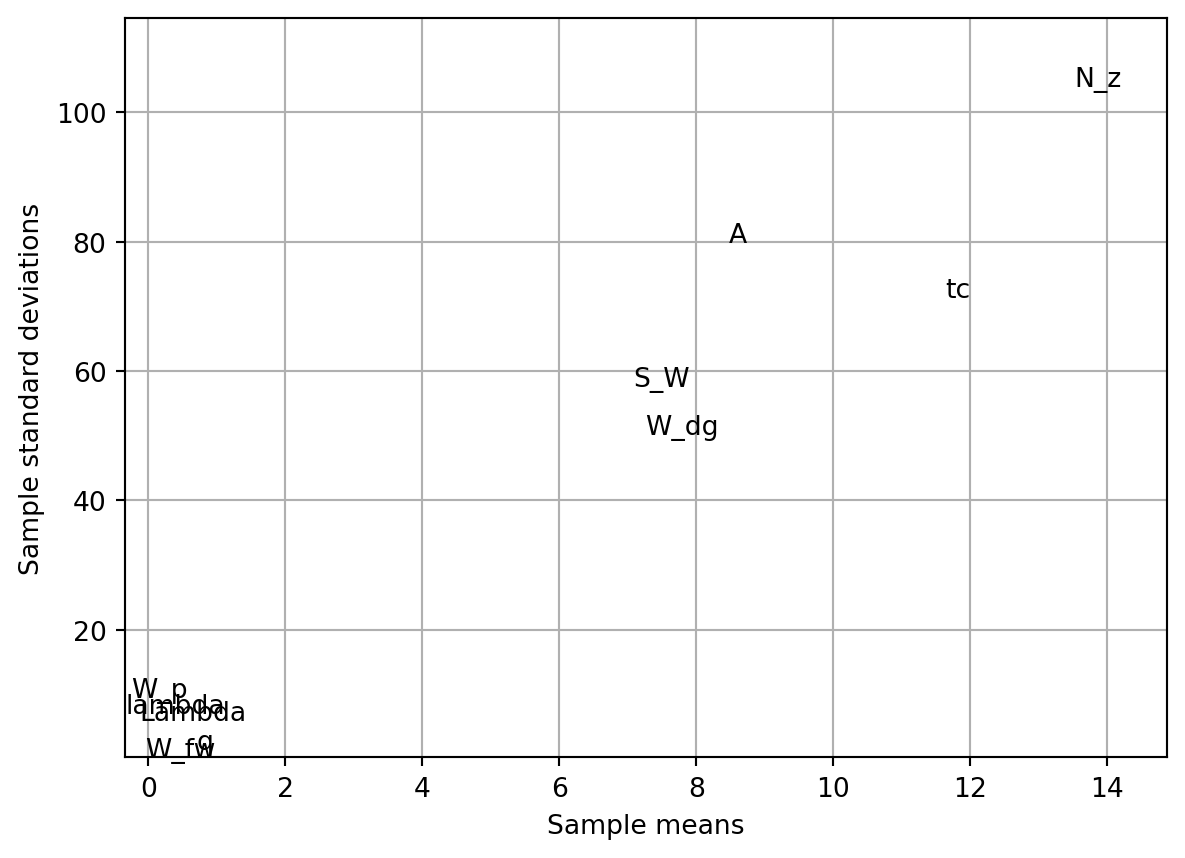 N_z
100
A
80
tc
S_W
60
W_dg
40
20
W_p
lambda
Lambda
q
W_fw
0 2 4 6 8 10 12 14
Sample means
Sample standard deviations